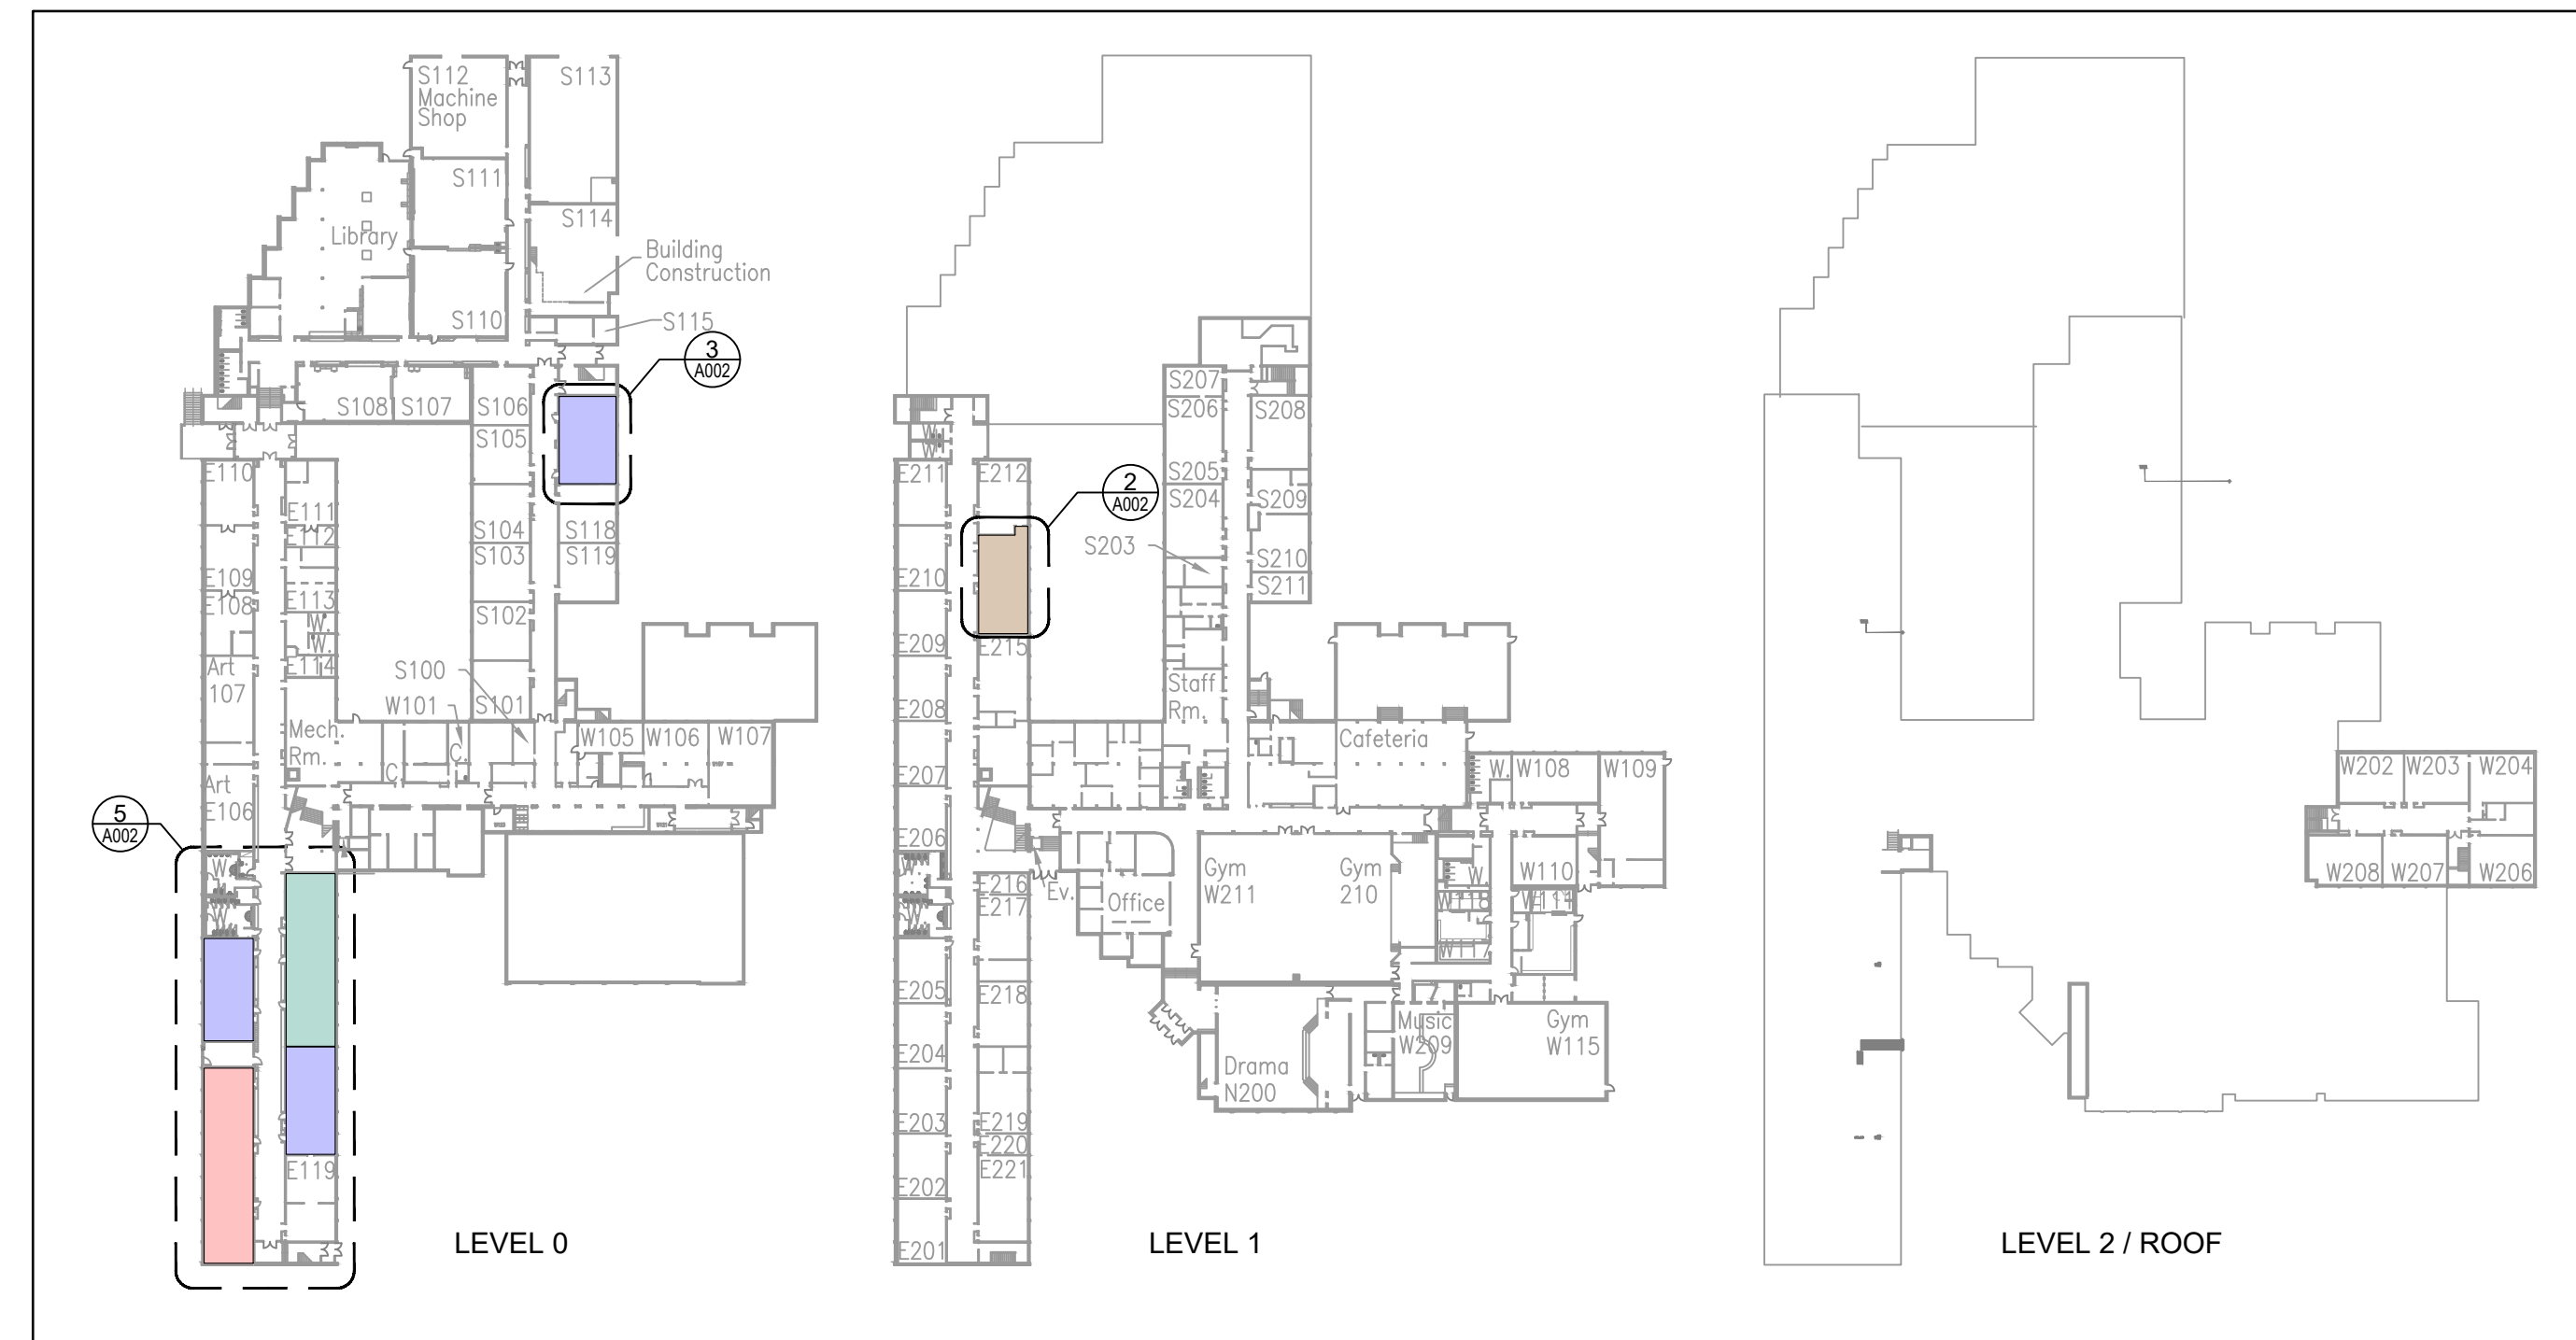 S112
Machine
Shop
S113
S111
S114
Library
Building
Construction
S110
S115
3
A002
S108
S107
S106
S105
E110
E111
E112
S104
S103
S118
S119
E109
E108
E113
W.
W.
E114
S102
Art
107
S100
W101
S101
Mech.
Rm.
C.
C.
W105
W106
W107
Art
E106
5
A002
W.
W.
E119
LEVEL 0
S207
S206
S208
W.
W.
E211
E212
S205
S204
S209
2
A002
S203
S210
S211
E210
E209
E215
Staff
Rm.
E208
Cafeteria
E207
W.
W108
W109
E206
W.
W.
E216
E217
Ev.
Office
Gym
W211
Gym
210
W.
W110
W118
W111
W117
E205
E218
E204
Music
W209
Gym
W115
Drama
N200
E203
E219
E220
E221
E202
E201
LEVEL 1
W202
W203
W204
W208
W207
W206
LEVEL 2 / ROOF